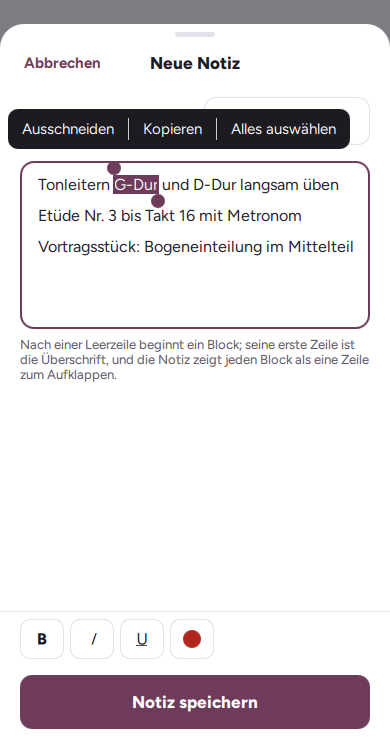 Abbrechen
Neue Notiz
Ausschneiden
Kopieren
Alles auswählen
Tonleitern G-Dur und D-Dur langsam üben
Etüde Nr. 3 bis Takt 16 mit Metronom
Vortragsstück: Bogeneinteilung im Mittelteil
Nach einer Leerzeile beginnt ein Block; seine erste Zeile ist
die Überschrift, und die Notiz zeigt jeden Block als eine Zeile
zum Aufklappen.
B
I
U
Notiz speichern